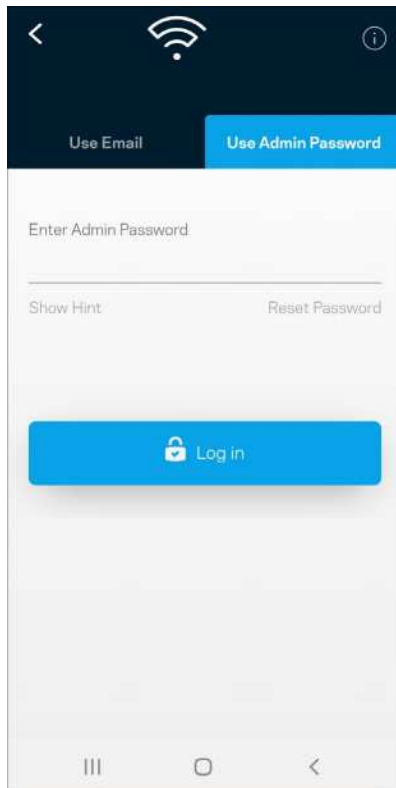 Use Email
Use Admin Password
Enter Admin Password
Show Hint
Reset Password
Log in